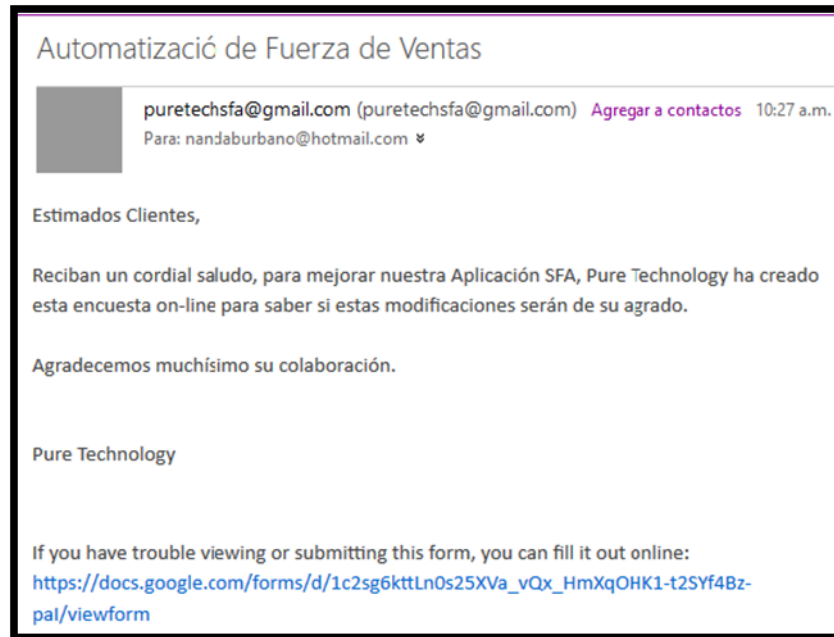 Automatizació de Fuerza de Ventas
puretechsfa@gmail.com (puretechsfa@gmail.com) Agregar a contactos 10:27 a.m.
Para: nandaburbano@hotmail.com
Estimados Clientes,
Reciban un cordial saludo, para mejorar nuestra Aplicación SFA, Pure Technology ha creado
esta encuesta on-line para saber si estas modificaciones serán de su agrado.
Agradecemos muchísimo su colaboración.
Pure Technology
If you have trouble viewing or submitting this form, you can fill it out online:
https://docs.google.com/forms/d/1c2sg6kttLn0s25XVa_vQx_HmXqOHK1-t2SYf4Bz-
paI/viewform